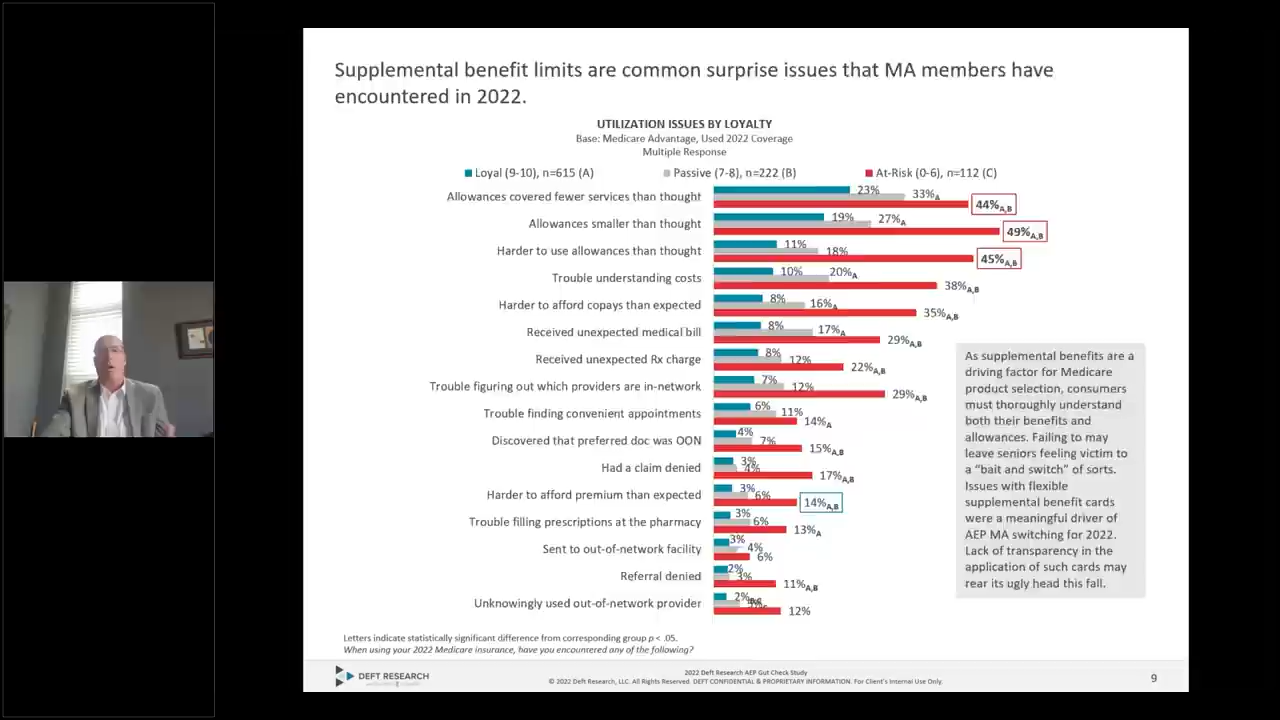 Supplemental benefit limits are common surprise issues that MA members have
encountered in 2022.
UTILIZATION ISSUES BY LOYALTY
Base: Medicare Advantage, Used 2022 Coverage
Multiple Response
Loyal (9-10), n=615 (A) Passive (7-8), n=222 (B) At-Risk (0-6), n=112 (C)
Allowances covered fewer services than thought 23% 33%A 44%A,B
Allowances smaller than thought 19% 27%A 49%A,B
Harder to use allowances than thought 11% 18% 45%A,B
Trouble understanding costs 10% 20%A 38%A,B
Harder to afford copays than expected 8% 16%A 35%A,B
Received unexpected medical bill 8% 17%A 29%A,B
Received unexpected Rx charge 8% 12% 22%A,B
Trouble figuring out which providers are in-network 7% 12% 29%A,B
Trouble finding convenient appointments 6% 11% 14%A
Discovered that preferred doc was OON 4% 7% 15%A,B
Had a claim denied 3% 4% 17%A,B
Harder to afford premium than expected 3% 6% 14%A,B
Trouble filling prescriptions at the pharmacy 3% 6% 13%A
Sent to out-of-network facility 3% 4% 6%
Referral denied 2% 3% 11%A,B
Unknowingly used out-of-network provider 2% 12%
As supplemental benefits are a
driving factor for Medicare
product selection, consumers
must thoroughly understand
both their benefits and
allowances. Failing to may
leave seniors feeling victim to
a “bait and switch” of sorts.
Issues with flexible
supplemental benefit cards
were a meaningful driver of
AEP MA switching for 2022.
Lack of transparency in the
application of such cards may
rear its ugly head this fall.
Letters indicate statistically significant difference from corresponding group p < .05.
When using your 2022 Medicare insurance, have you encountered any of the following?
DEFT RESEARCH
2022 Deft Research AEP Gut Check Study
© 2022 Deft Research, LLC. All Rights Reserved. DEFT CONFIDENTIAL & PROPRIETARY INFORMATION. For Client's Internal Use Only.
9